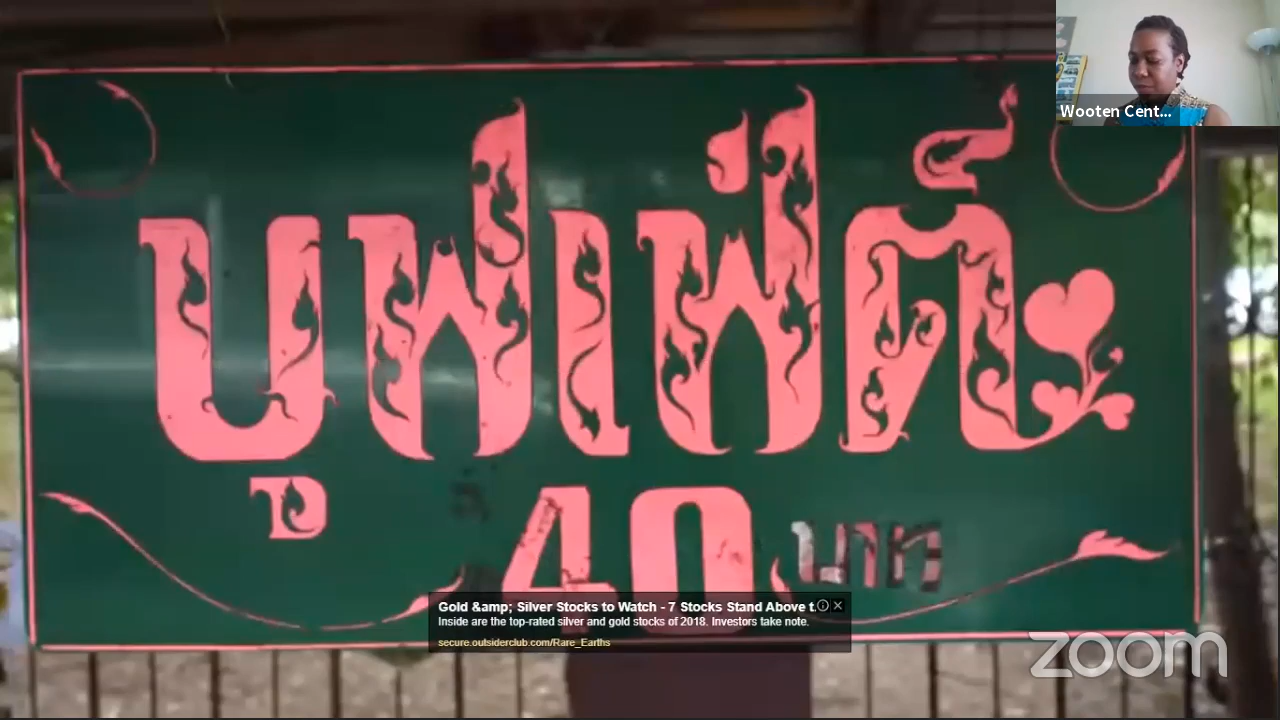 Wooten Cent...
บุฟเฟ่ต์
40 บาท
Gold &amp; Silver Stocks to Watch - 7 Stocks Stand Above t.
Inside are the top-rated silver and gold stocks of 2018. Investors take note.
secure.outsiderclub.com/Rare_Earths
zoom